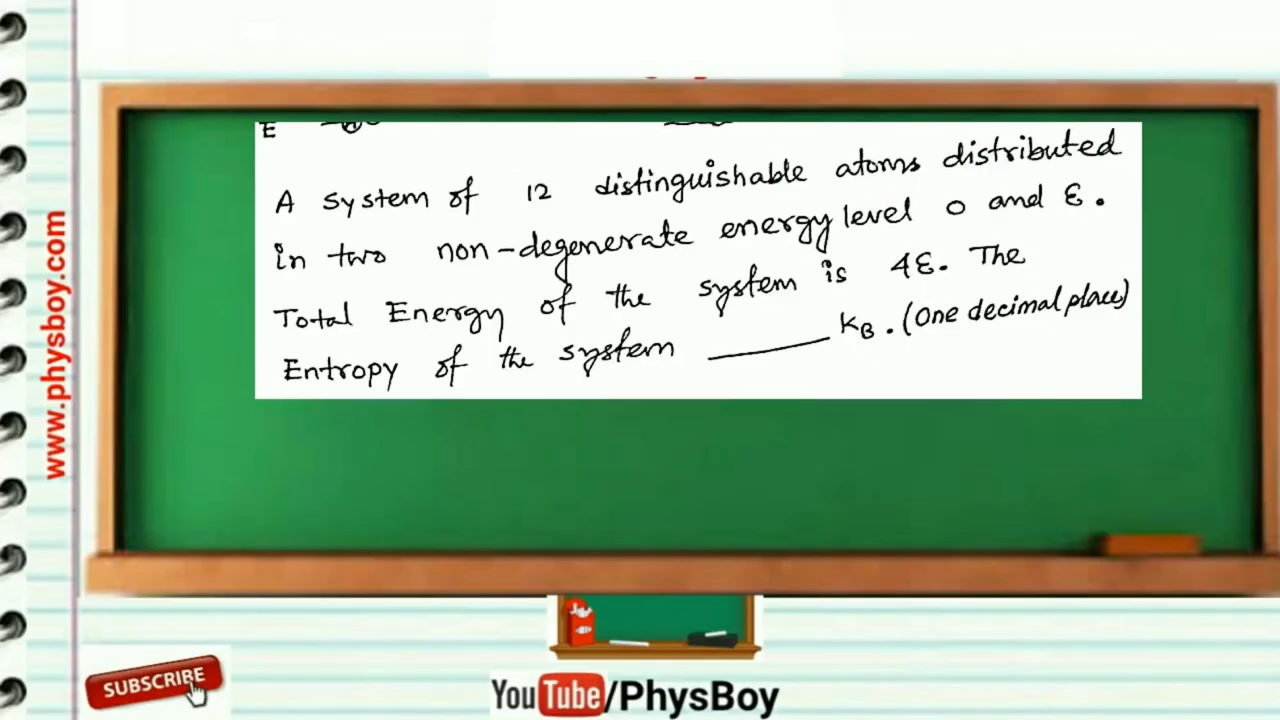 E
A system of 12 distinguishable atoms distributed
in two non-degenerate energy level 0 and ε.
Total Energy of the system is 4ε. The
Entropy of the system ______ kB. (One decimal place)
www.physboy.com
SUBSCRIBE
YouTube/PhysBoy